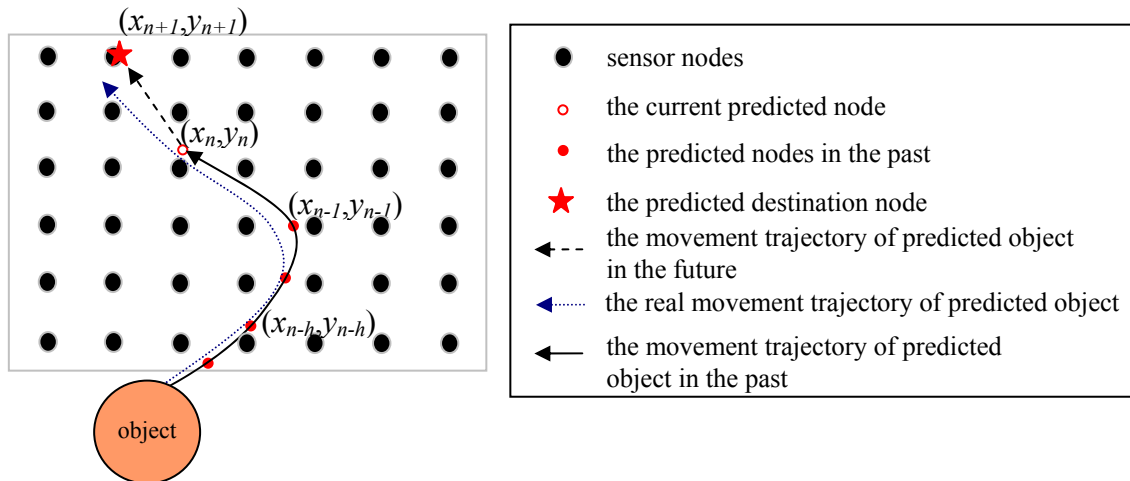 (xn+1,yn+1)
(xn,yn)
(xn-1,yn-1)
(xn-h,yn-h)
object
sensor nodes
the current predicted node
the predicted nodes in the past
the predicted destination node
the movement trajectory of predicted object
in the future
the real movement trajectory of predicted object
the movement trajectory of predicted
object in the past